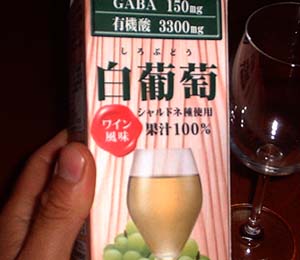 GABA 150mg
有機酸 3300mg
しろぶどう
白葡萄
シャルドネ種使用
果汁100%
ワイン
風味